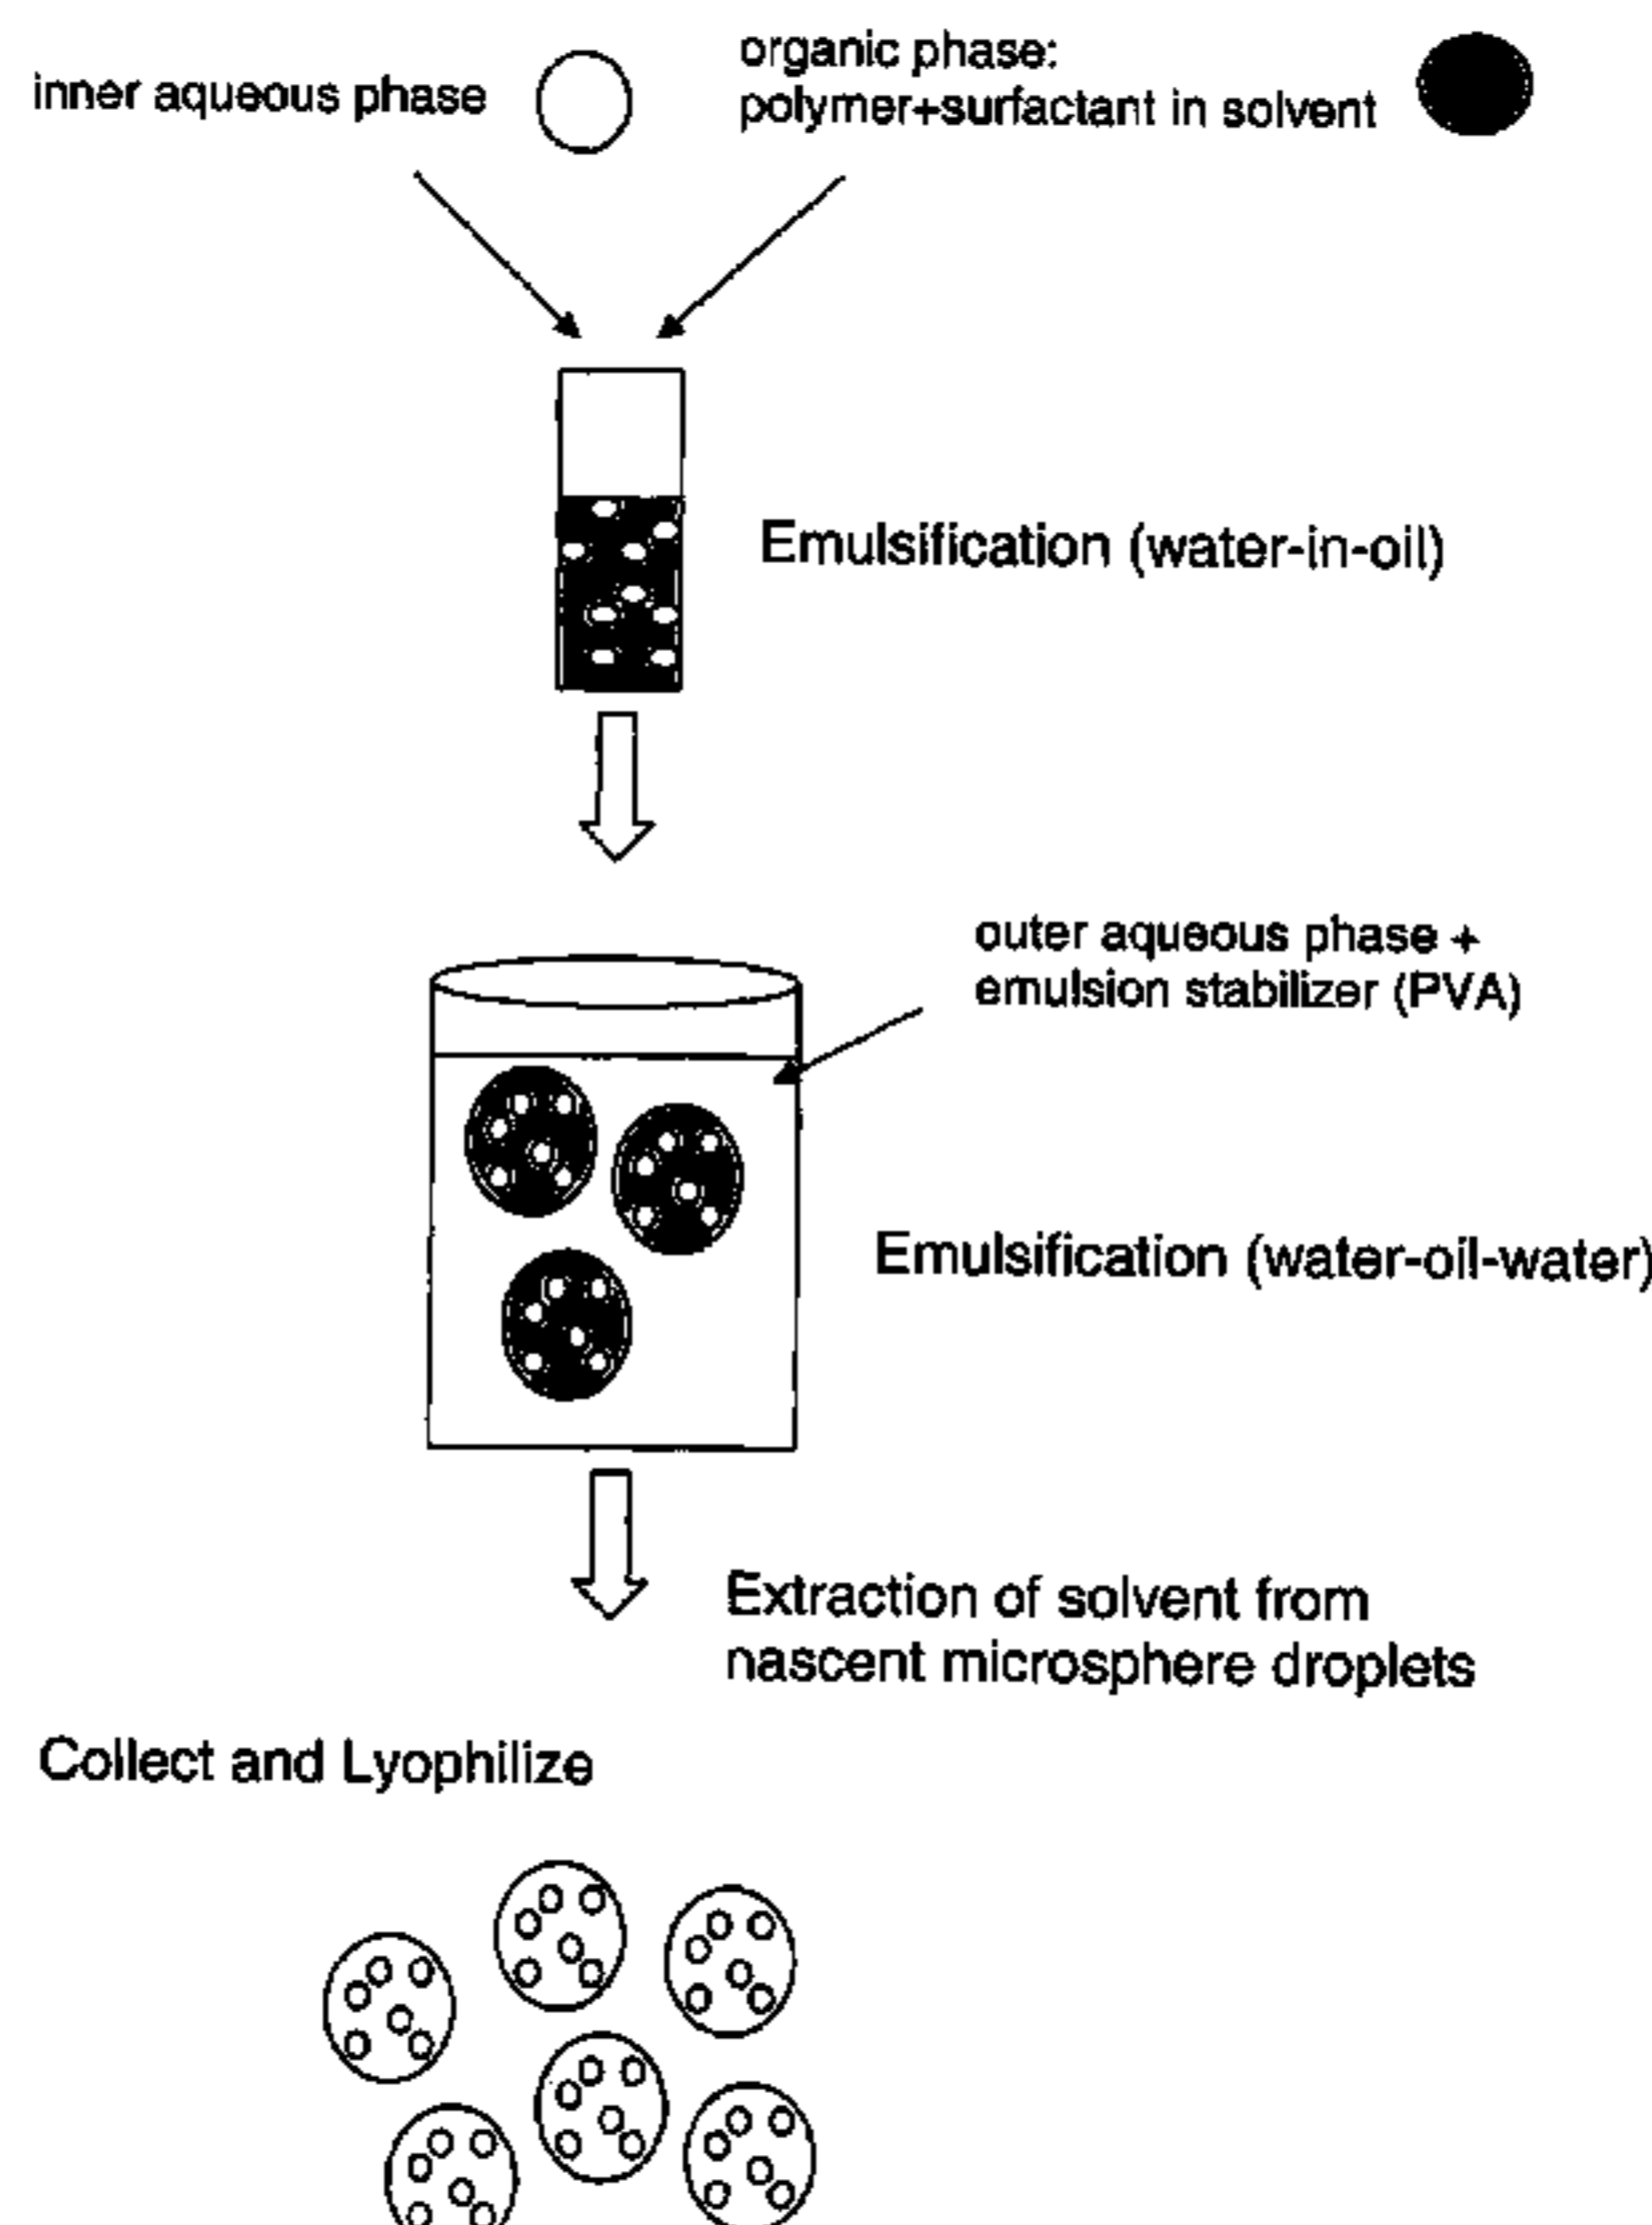 inner aqueous phase
organic phase:
polymer+surfactant in solvent
Emulsification (water-in-oil)
outer aqueous phase +
emulsion stabilizer (PVA)
Emulsification (water-oil-water)
Extraction of solvent from
nascent microsphere droplets
Collect and Lyophilize